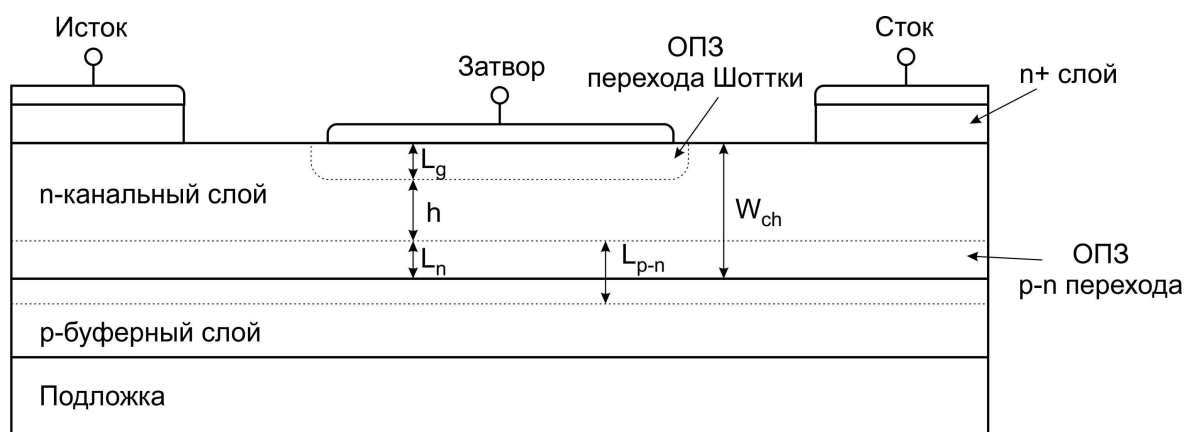 Исток
Затвор
ОПЗ
перехода Шоттки
Сток
n+ слой
L_g
n-канальный слой
h
W_ch
L_n
L_p-n
ОПЗ
p-n перехода
p-буферный слой
Подложка